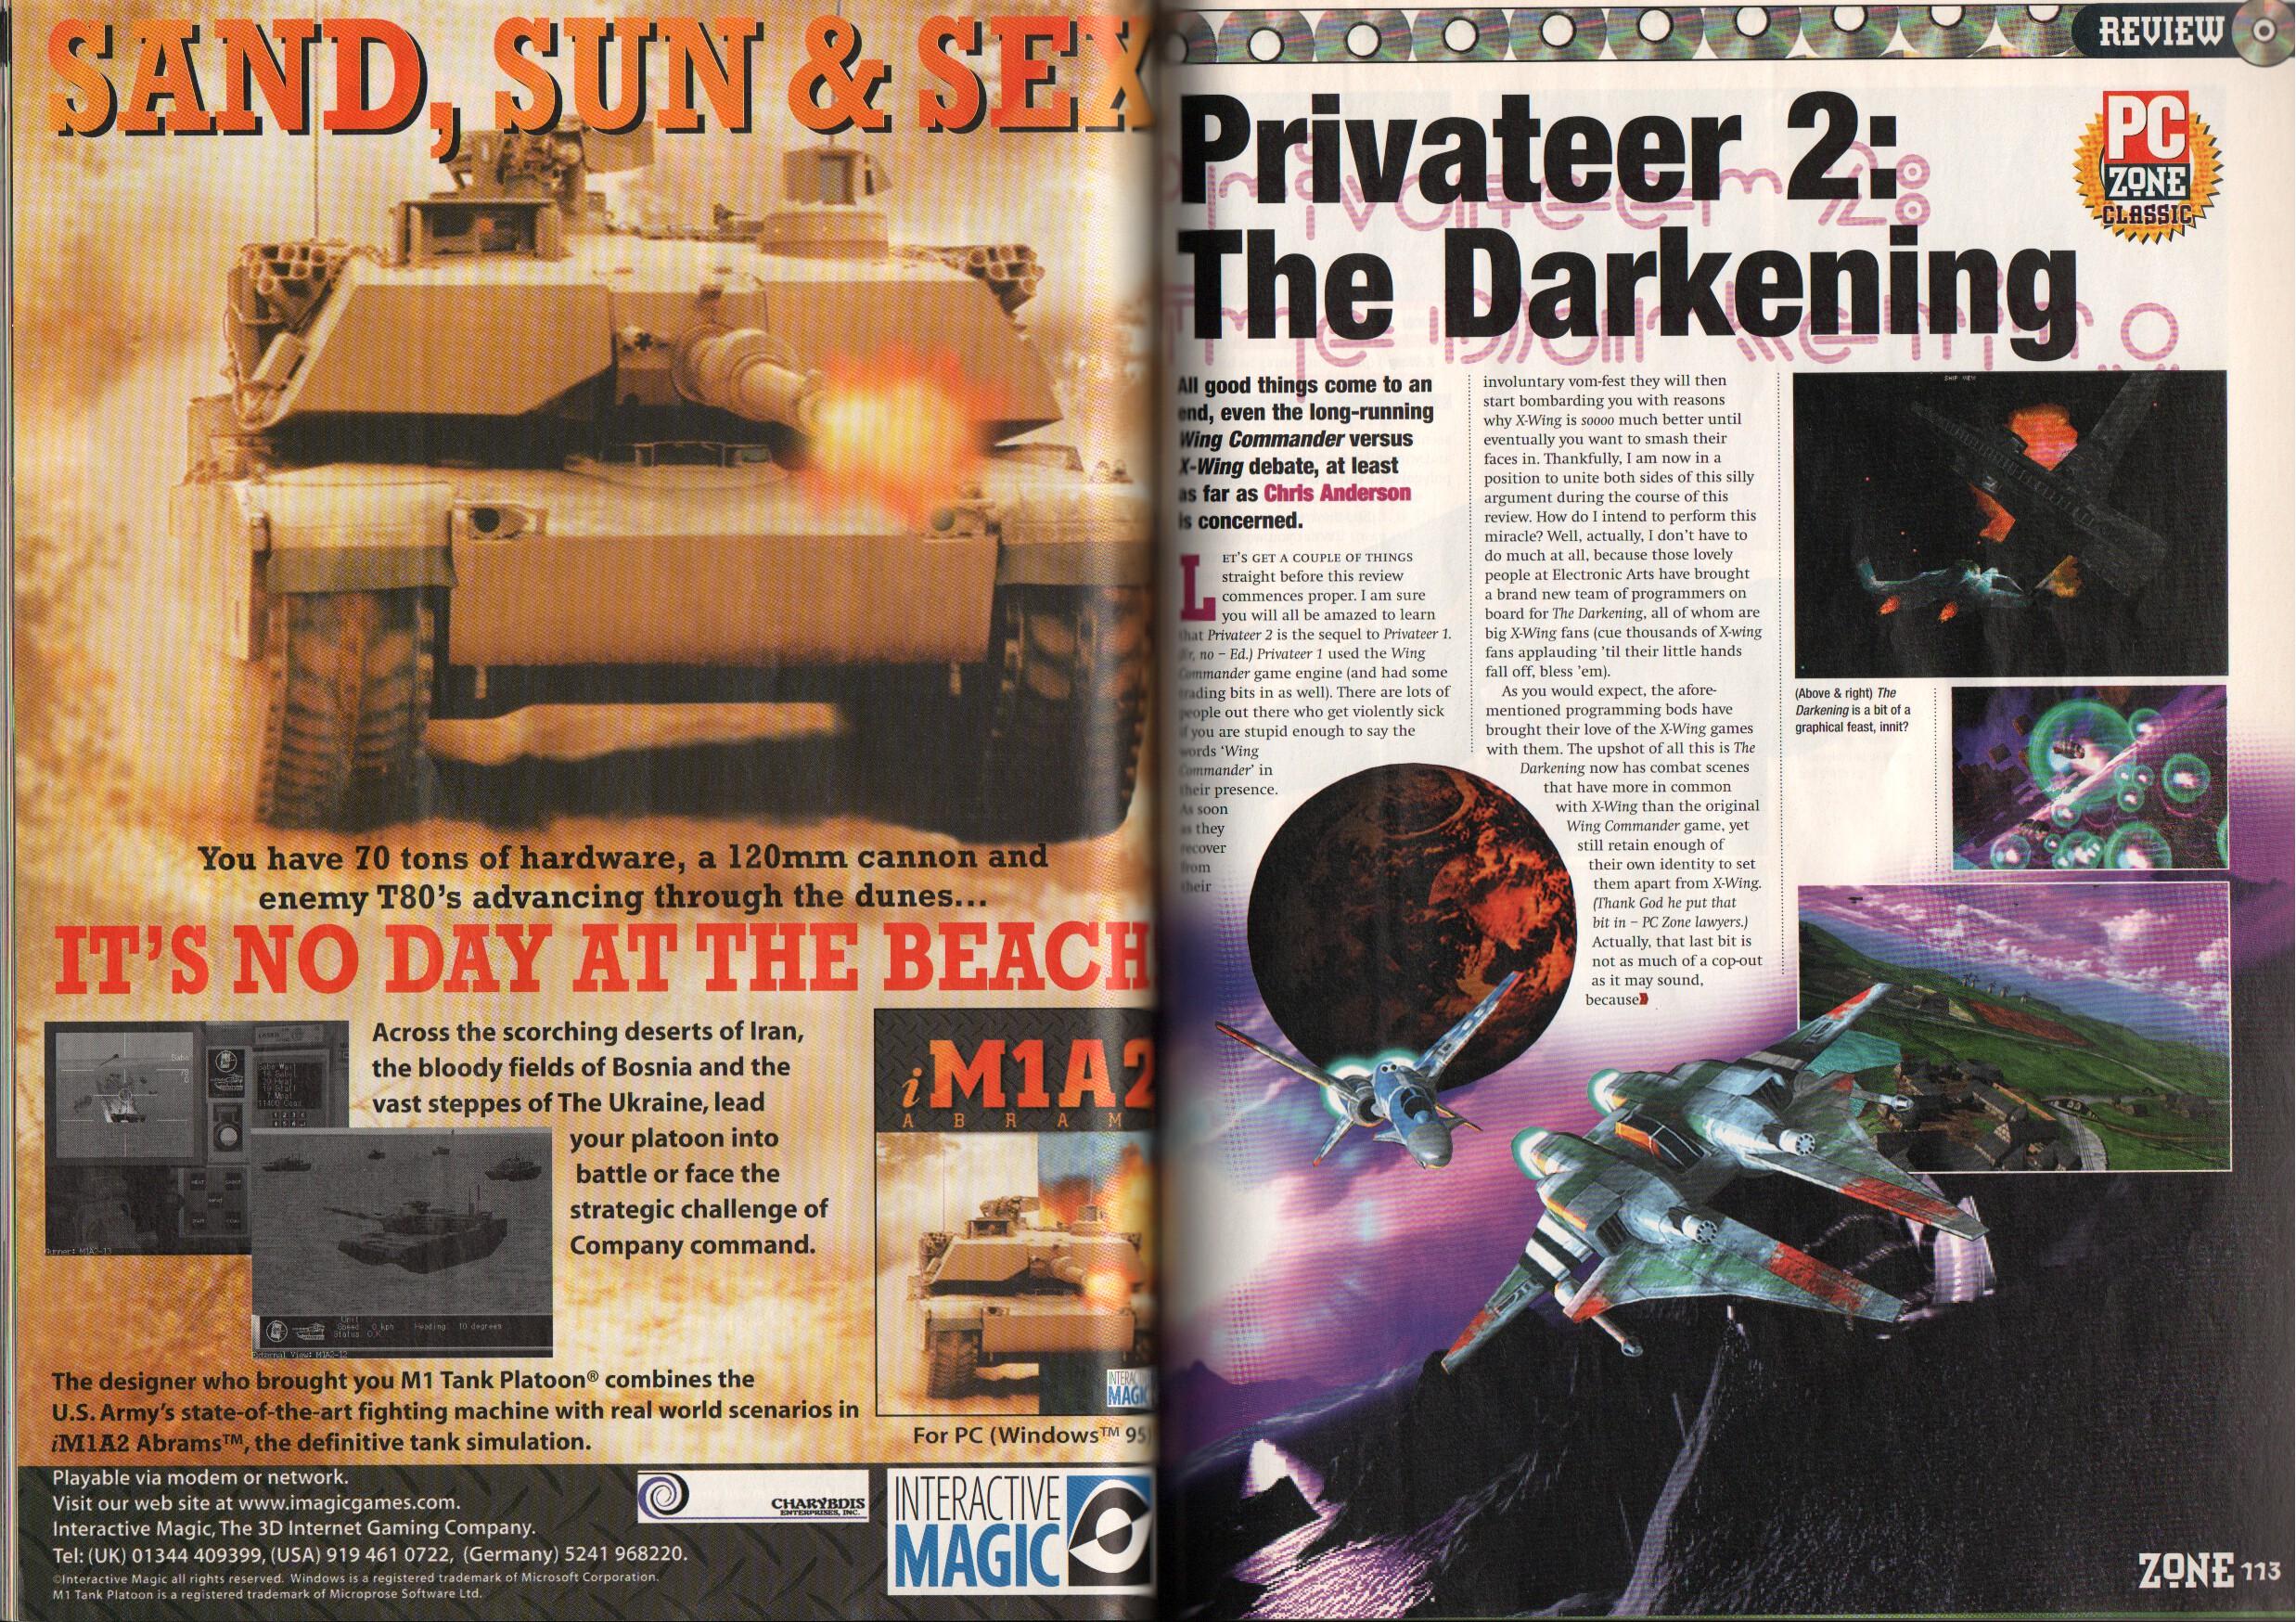 SAND, SUN & SEX
You have 70 tons of hardware, a 120mm cannon and
enemy T80's advancing through the dunes...
IT'S NO DAY AT THE BEACH
Across the scorching deserts of Iran,
the bloody fields of Bosnia and the
vast steppes of The Ukraine, lead
your platoon into
battle or face the
strategic challenge of
Company command.
Gunner: M1A2-13
Unit
Speed: 0 kph Heading: 10 degrees
Status: O.K
External View: M1A2-12
iM1A2
ABRAM
INTERAC
MAGIC
The designer who brought you M1 Tank Platoon® combines the
U.S. Army's state-of-the-art fighting machine with real world scenarios in
iM1A2 Abrams™, the definitive tank simulation.
For PC (Windows™ 95)
Playable via modem or network.
Visit our web site at www.imagicgames.com.
Interactive Magic, The 3D Internet Gaming Company.
Tel: (UK) 01344 409399, (USA) 919 461 0722, (Germany) 5241 968220.
©Interactive Magic all rights reserved. Windows is a registered trademark of Microsoft Corporation.
M1 Tank Platoon is a registered trademark of Microprose Software Ltd.
CHARYBDIS
ENTERPRISES, INC.
INTERACTIVE
MAGIC
REVIEW
Privateer 2:
The Darkening
PC
ZONE
CLASSIC
All good things come to an
end, even the long-running
Wing Commander versus
X-Wing debate, at least
as far as Chris Anderson
is concerned.
LET'S GET A COUPLE OF THINGS
straight before this review
commences proper. I am sure
you will all be amazed to learn
that Privateer 2 is the sequel to Privateer 1.
(Er, no – Ed.) Privateer 1 used the Wing
Commander game engine (and had some
trading bits in as well). There are lots of
people out there who get violently sick
if you are stupid enough to say the
words 'Wing
Commander' in
their presence.
As soon
as they
recover
from
their
involuntary vom-fest they will then
start bombarding you with reasons
why X-Wing is soooo much better until
eventually you want to smash their
faces in. Thankfully, I am now in a
position to unite both sides of this silly
argument during the course of this
review. How do I intend to perform this
miracle? Well, actually, I don't have to
do much at all, because those lovely
people at Electronic Arts have brought
a brand new team of programmers on
board for The Darkening, all of whom are
big X-Wing fans (cue thousands of X-wing
fans applauding 'til their little hands
fall off, bless 'em).
As you would expect, the afore-
mentioned programming bods have
brought their love of the X-Wing games
with them. The upshot of all this is The
Darkening now has combat scenes
that have more in common
with X-Wing than the original
Wing Commander game, yet
still retain enough of
their own identity to set
them apart from X-Wing.
(Thank God he put that
bit in – PC Zone lawyers.)
Actually, that last bit is
not as much of a cop-out
as it may sound,
because
SHIP VIEW
(Above & right) The
Darkening is a bit of a
graphical feast, innit?
ZONE 113